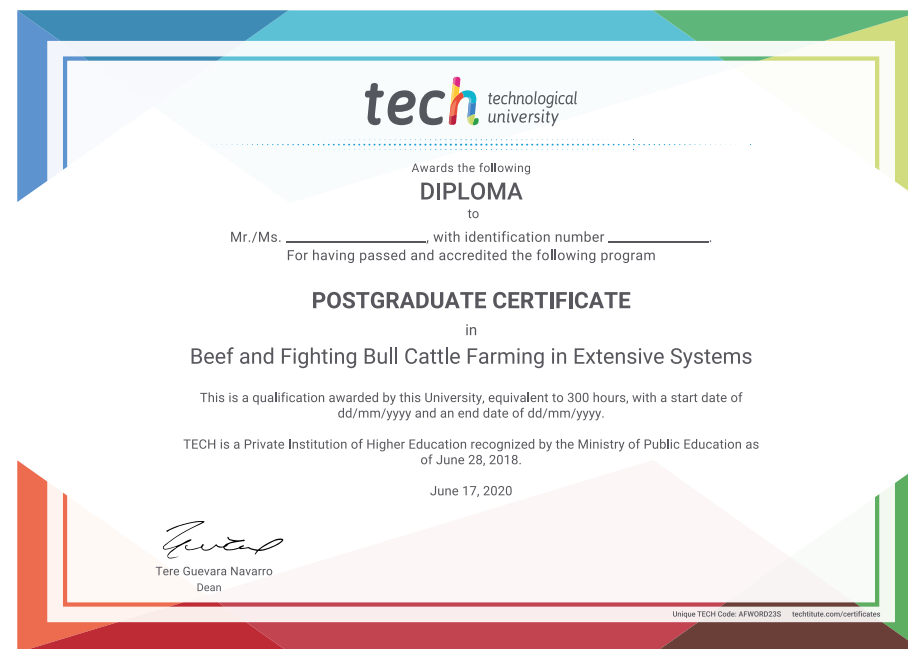 tech technological
university
Awards the following
DIPLOMA
to
Mr./Ms. ____________, with identification number ____________.
For having passed and accredited the following program
POSTGRADUATE CERTIFICATE
in
Beef and Fighting Bull Cattle Farming in Extensive Systems
This is a qualification awarded by this University, equivalent to 300 hours, with a start date of
dd/mm/yyyy and an end date of dd/mm/yyyy.
TECH is a Private Institution of Higher Education recognized by the Ministry of Public Education as
of June 28, 2018.
June 17, 2020
Tere Guevara Navarro
Dean
Unique TECH Code: AFWORD23S techtitute.com/certificates